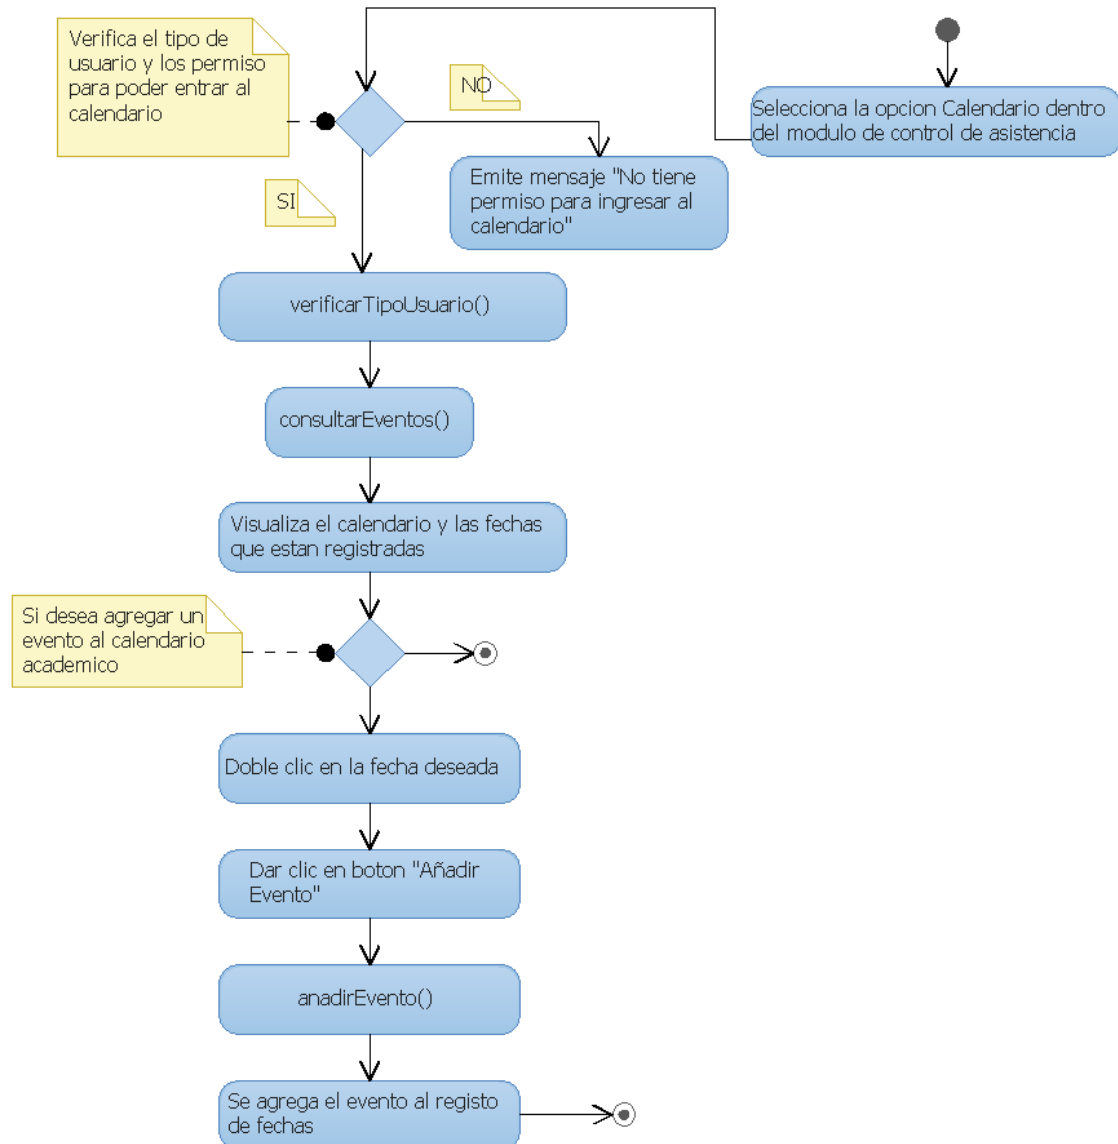 Verifica el tipo de
usuario y los permiso
para poder entrar al
calendario
NO
Selecciona la opcion Calendario dentro
del modulo de control de asistencia
Emite mensaje "No tiene
permiso para ingresar al
calendario"
SI
verificarTipoUsuario()
consultarEventos()
Visualiza el calendario y las fechas
que estan registradas
Si desea agregar un
evento al calendario
academico
Doble clic en la fecha deseada
Dar clic en boton "Añadir
Evento"
anadirEvento()
Se agrega el evento al registo
de fechas